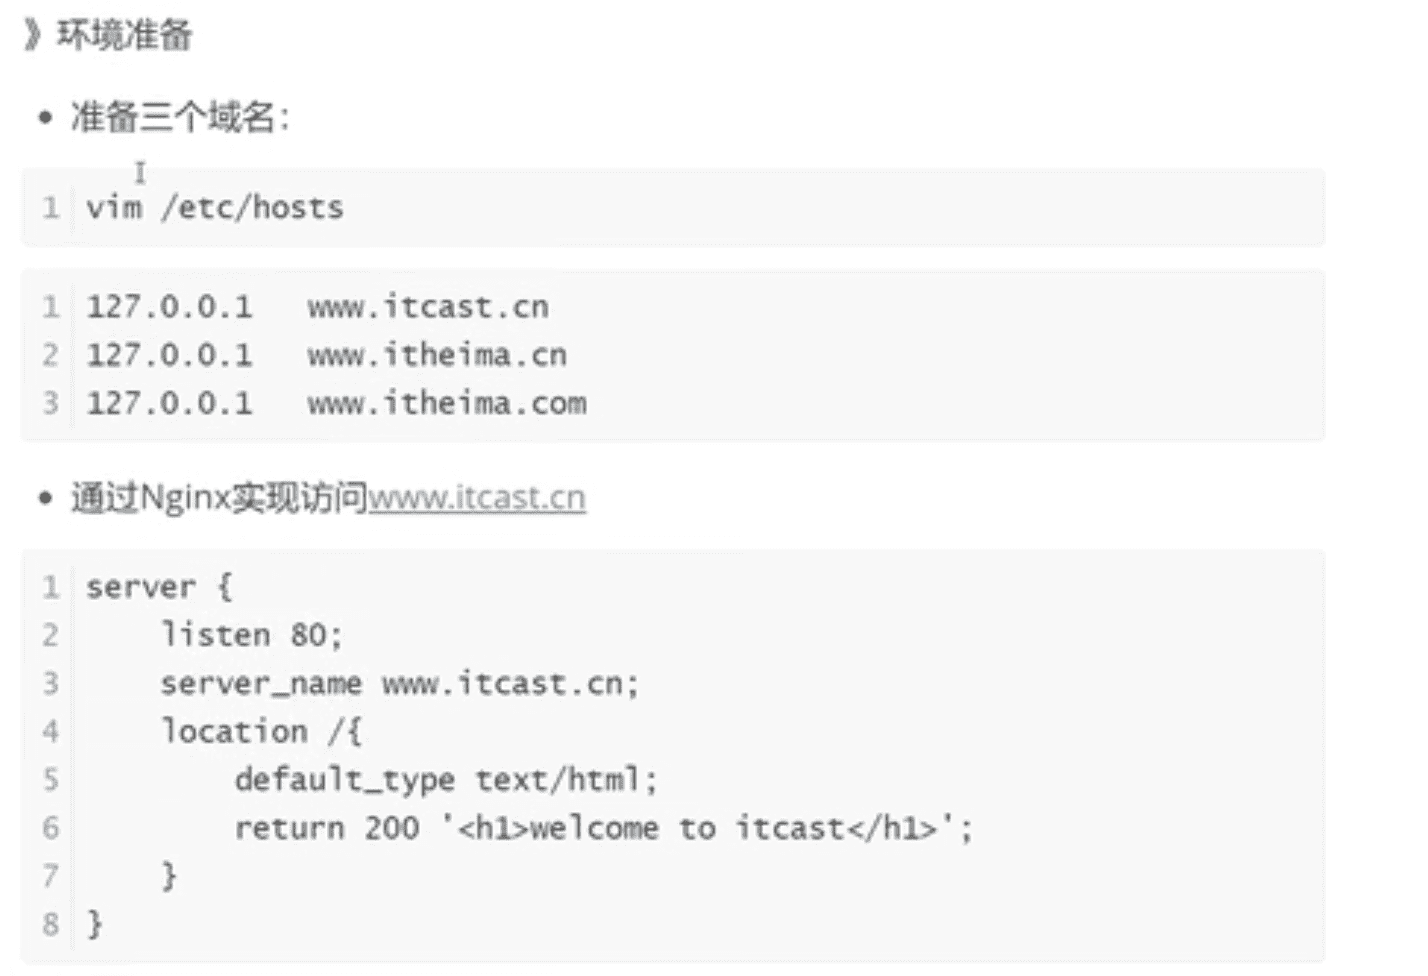 》环境准备
• 准备三个域名：
1 vim /etc/hosts
1 127.0.0.1   www.itcast.cn
2 127.0.0.1   www.itheima.cn
3 127.0.0.1   www.itheima.com
• 通过Nginx实现访问www.itcast.cn
1 server {
2     listen 80;
3     server_name www.itcast.cn;
4     location /{
5         default_type text/html;
6         return 200 '<h1>welcome to itcast</h1>';
7     }
8 }